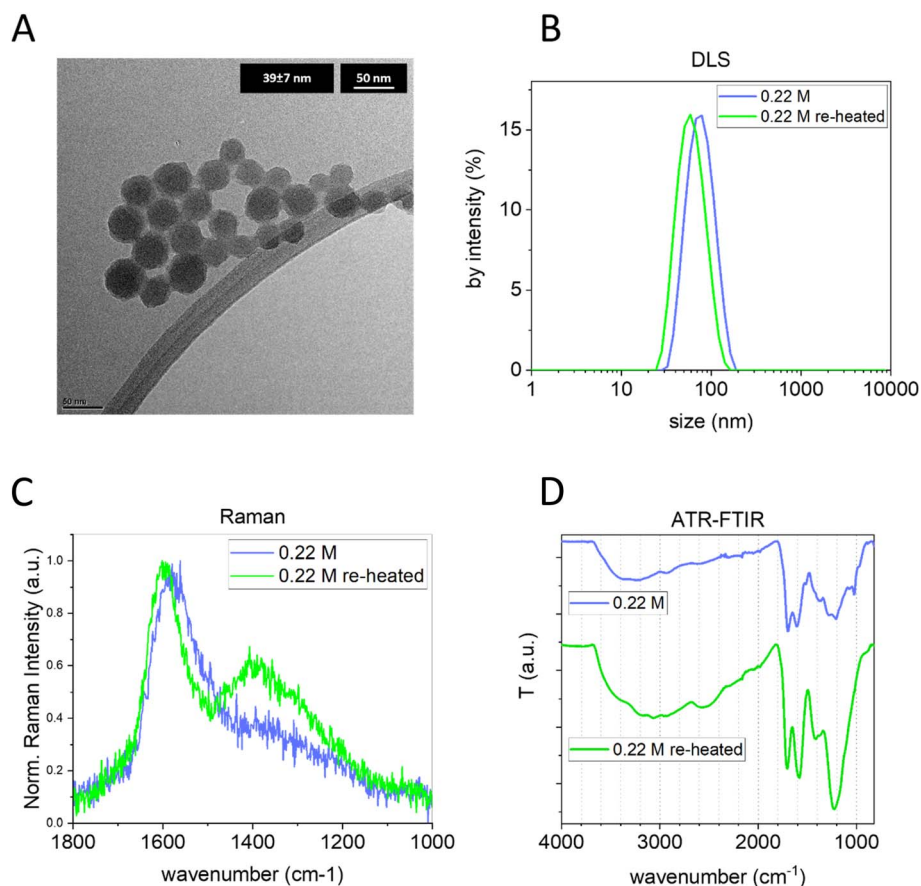 A
39±7 nm
50 nm
50 nm
B
DLS
0.22 M
0.22 M re-heated
by intensity (%)
15
10
5
0
1
10
100
1000
10000
size (nm)
C
Raman
0.22 M
0.22 M re-heated
Norm. Raman Intensity (a.u.)
1.0
0.8
0.6
0.4
0.2
0.0
1800
1600
1400
1200
1000
wavenumber (cm-1)
D
ATR-FTIR
0.22 M
0.22 M re-heated
T (a.u.)
4000
3000
2000
1000
wavenumber (cm⁻¹)